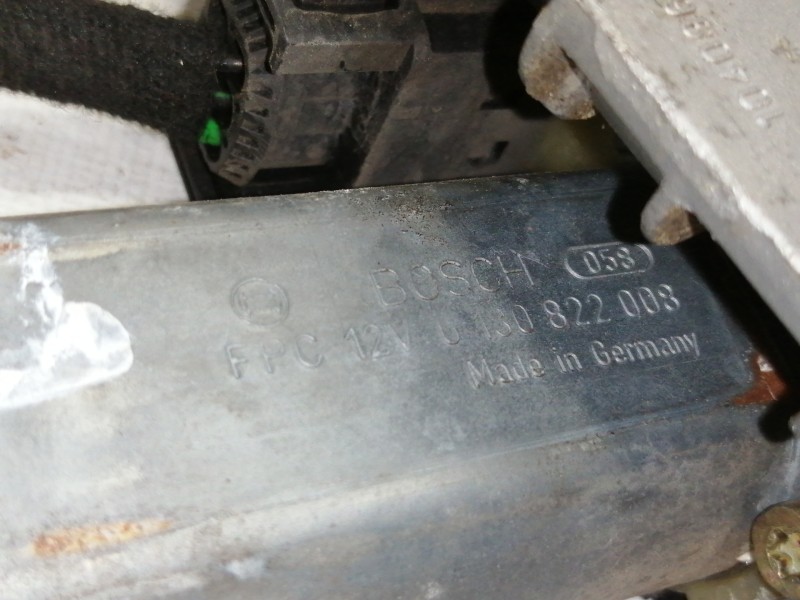 BOSCH 058
FPC 12V 0 130 822 008
Made in Germany